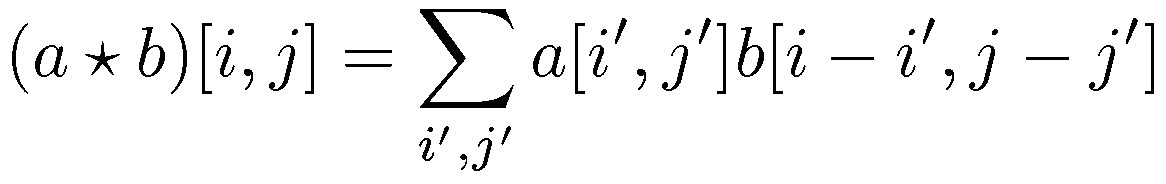 (a ⋆ b)[i, j] = ∑_{i′,j′} a[i′, j′]b[i − i′, j − j′]